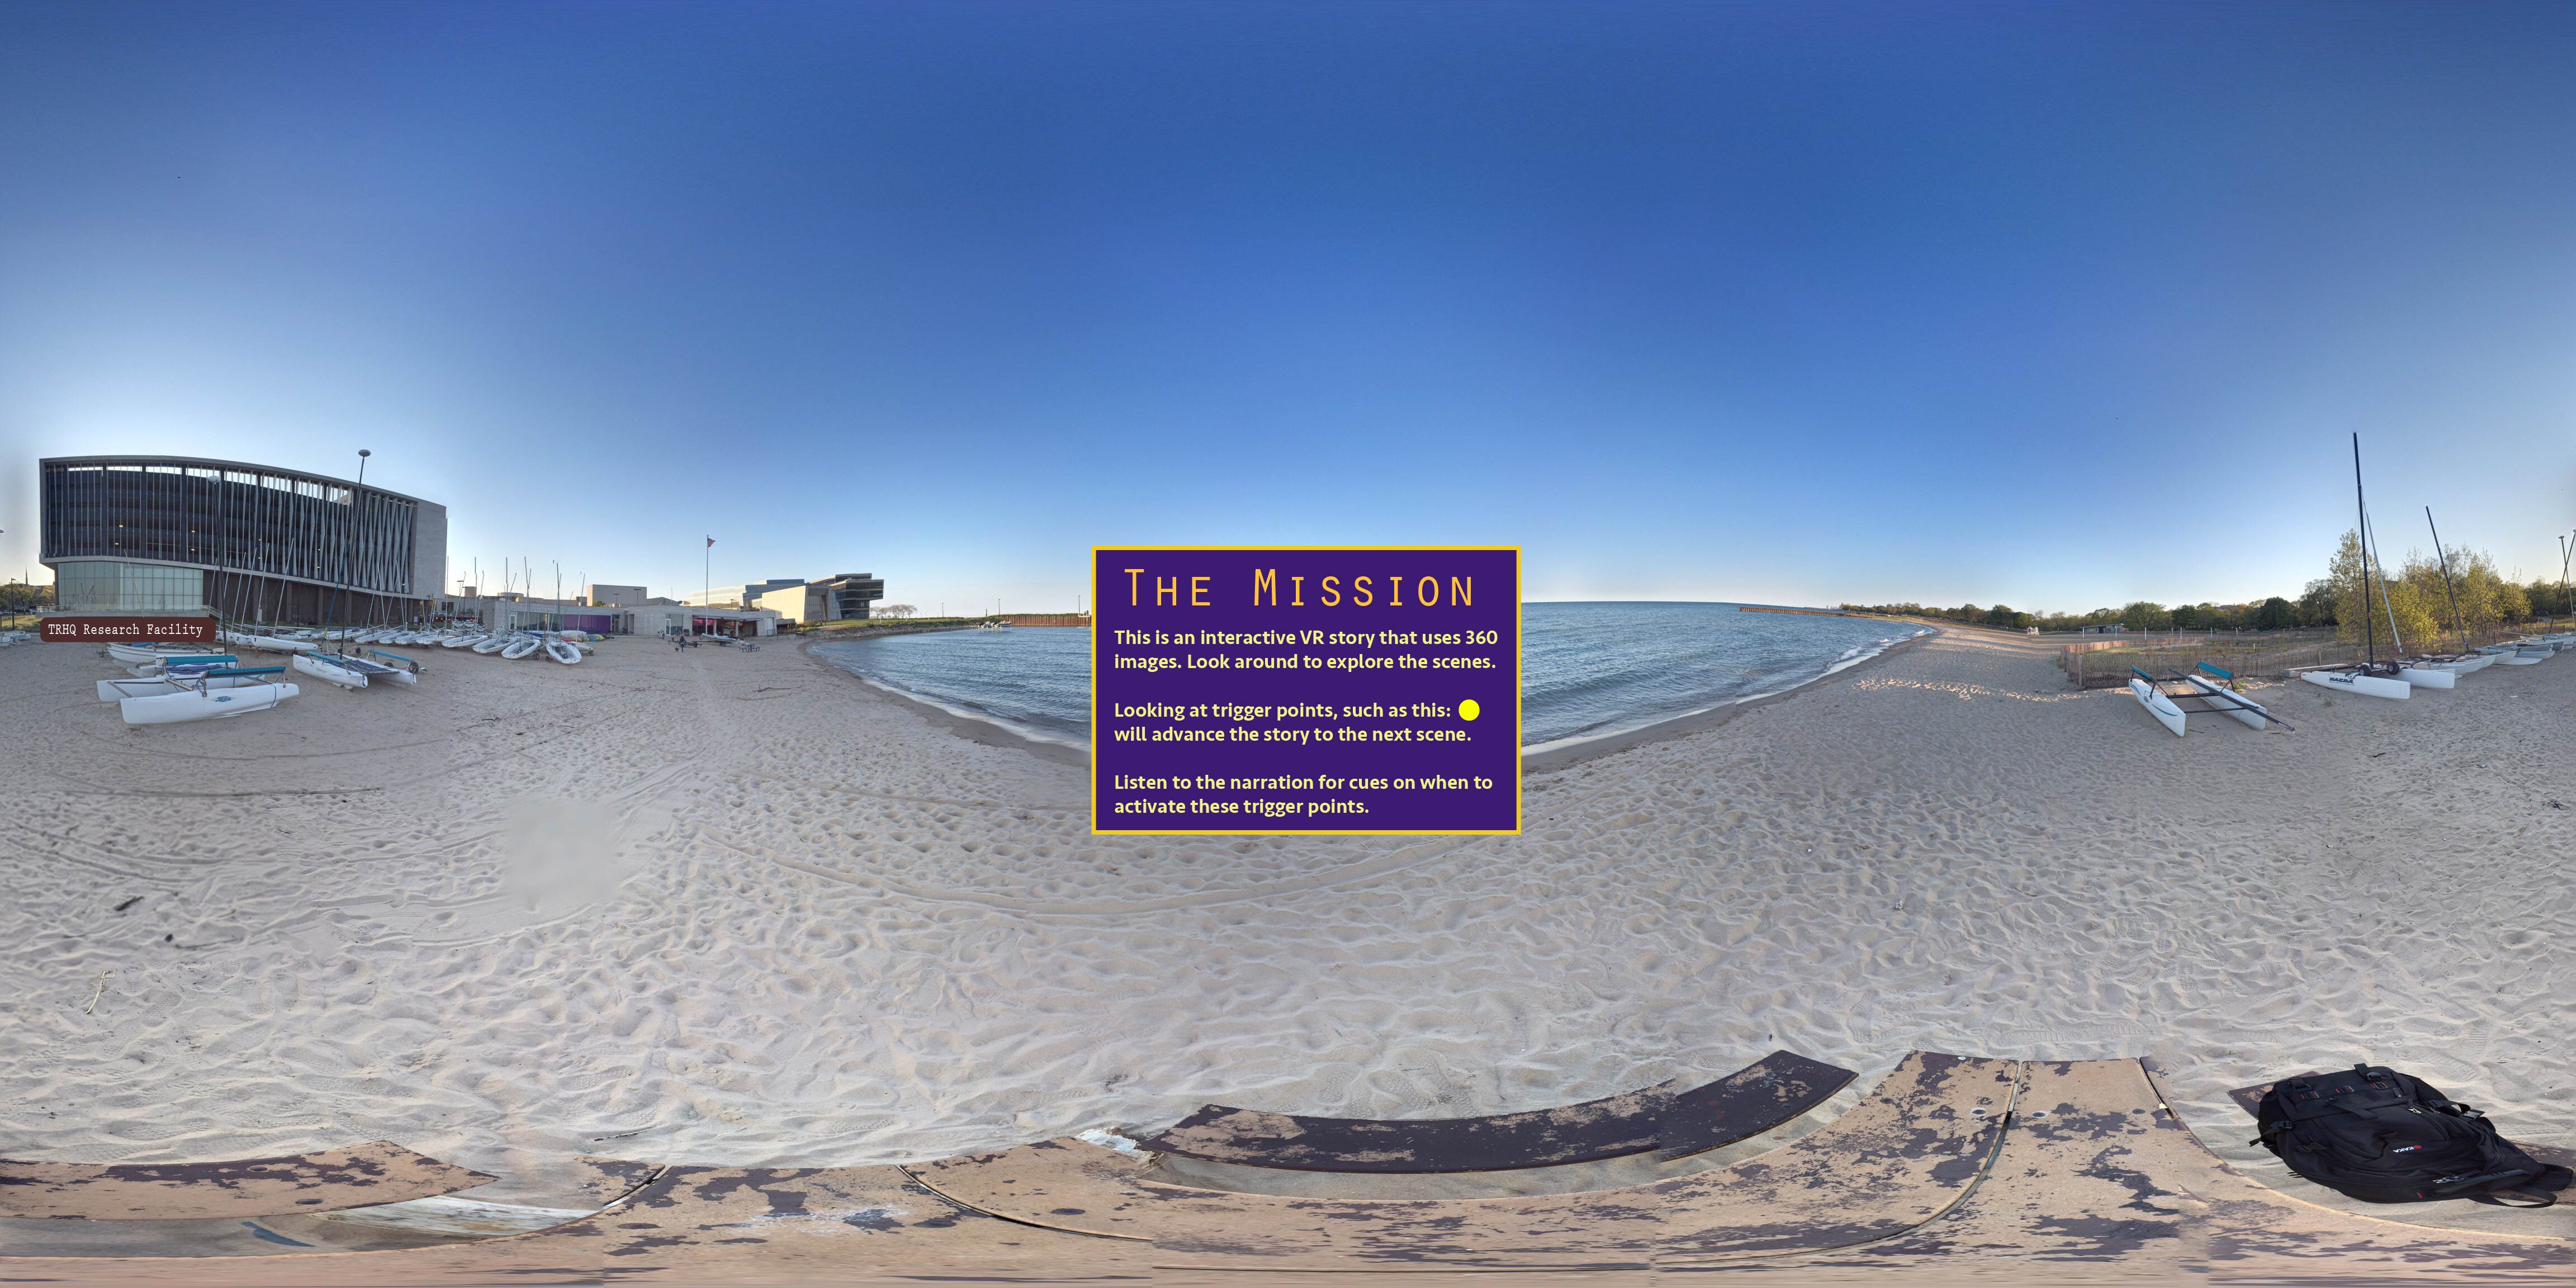 TRHQ Research Facility
The Mission
This is an interactive VR story that uses 360
images. Look around to explore the scenes.
Looking at trigger points, such as this:
will advance the story to the next scene.
Listen to the narration for cues on when to
activate these trigger points.